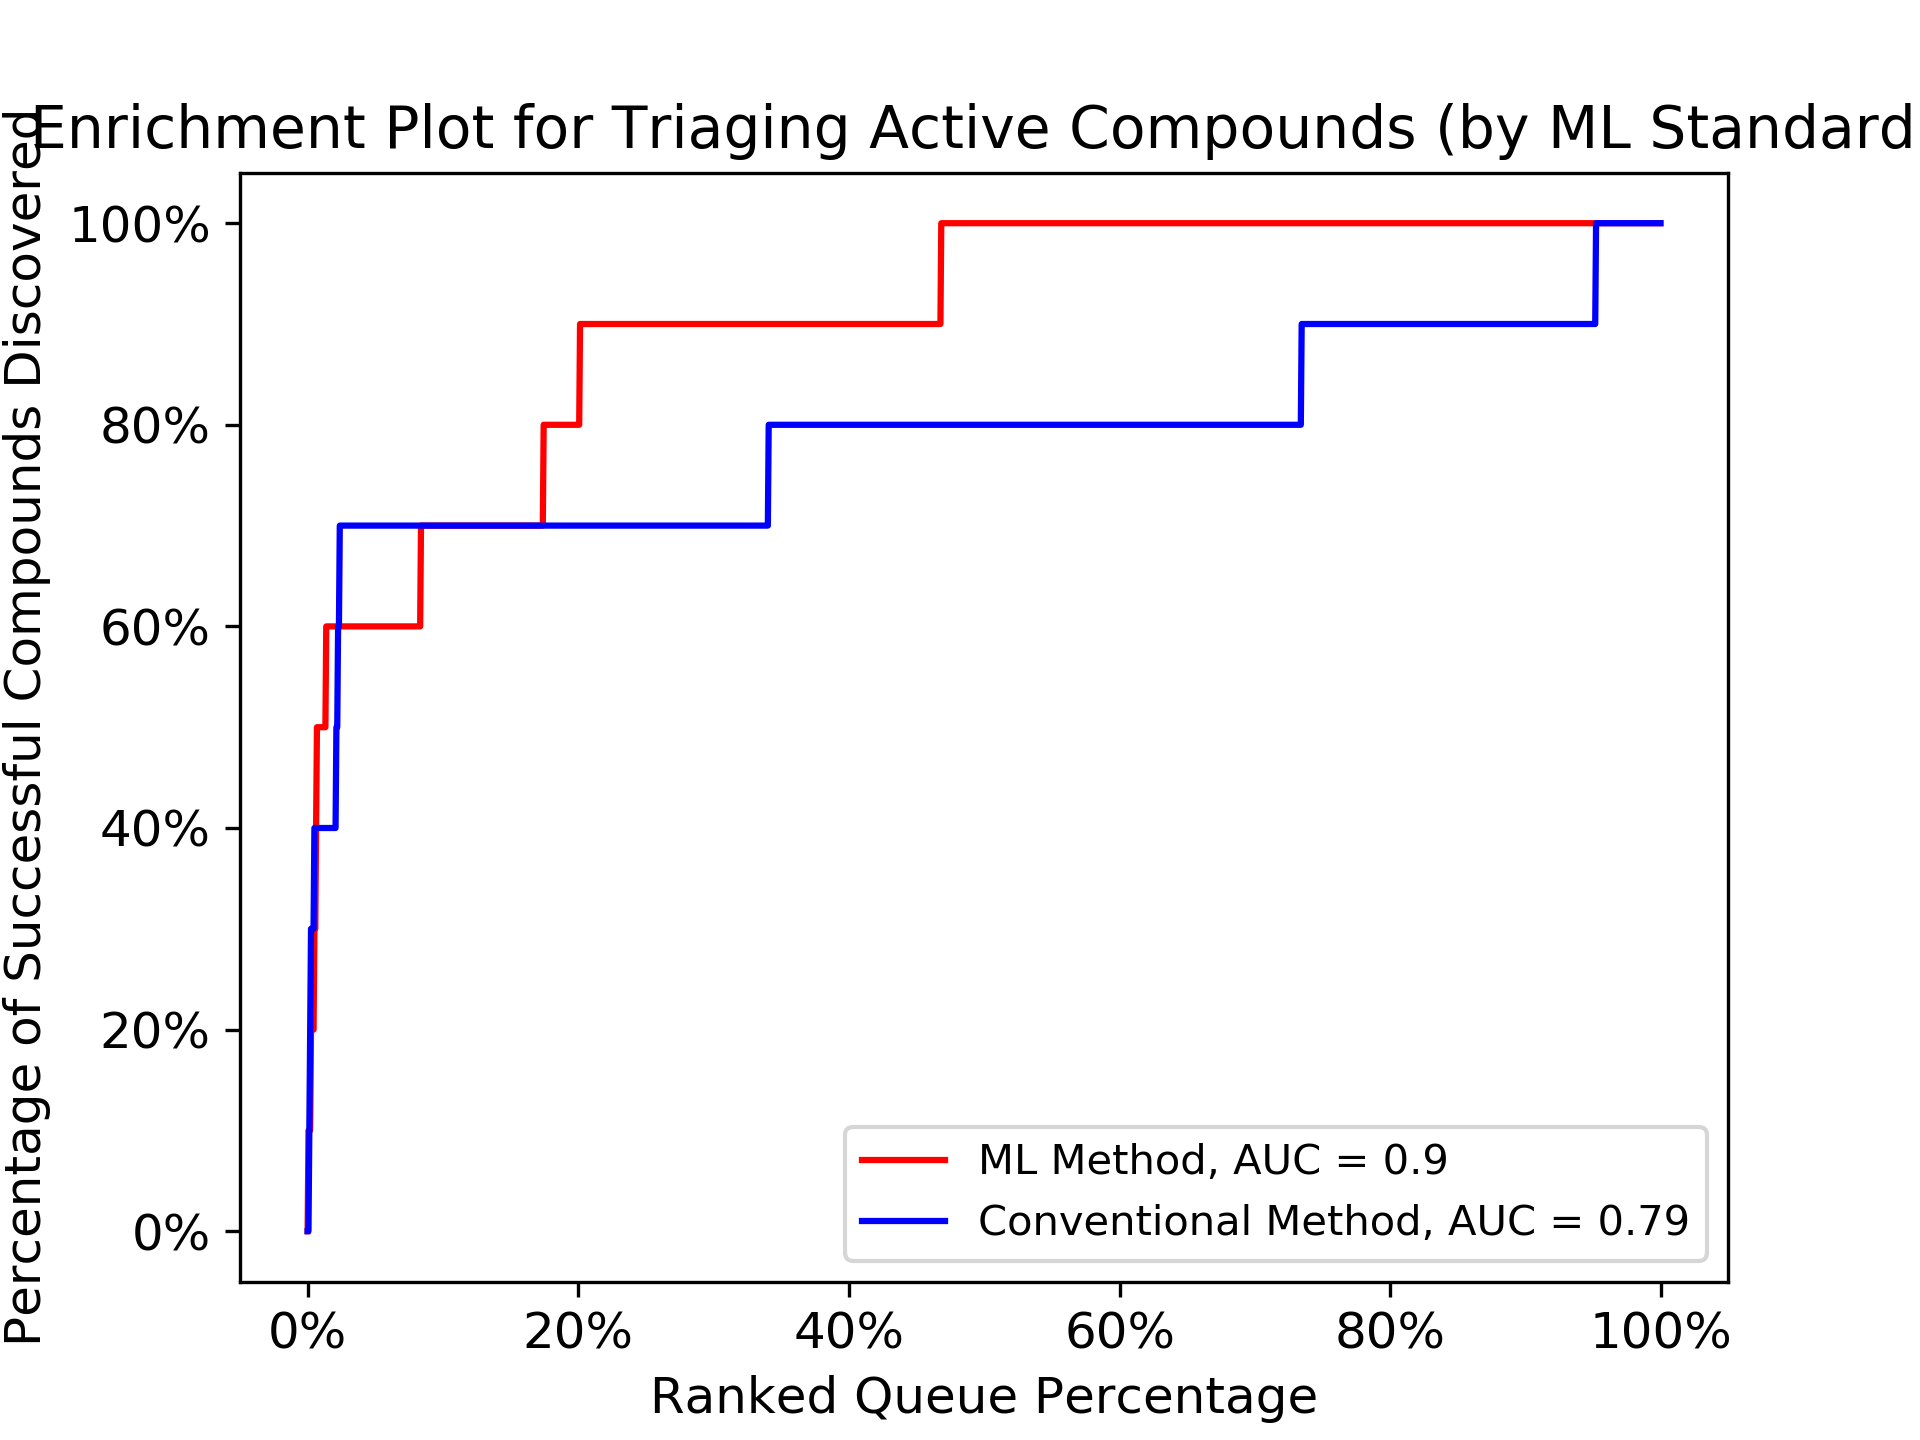 Enrichment Plot for Triaging Active Compounds (by ML Standard
Percentage of Successful Compounds Discovered
100%
80%
60%
40%
20%
0%
ML Method, AUC = 0.9
Conventional Method, AUC = 0.79
0% 20% 40% 60% 80% 100%
Ranked Queue Percentage